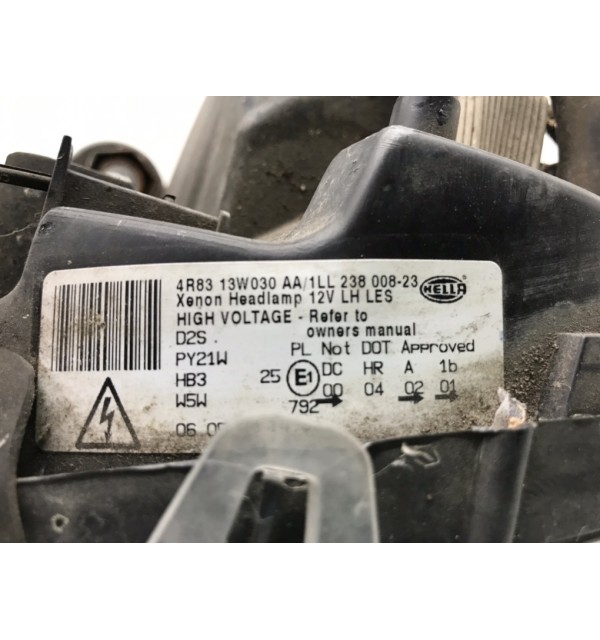 4R83 13W030 AA/1LL 238 008-23
HELLA
Xenon Headlamp 12V LH LES
HIGH VOLTAGE - Refer to
owners manual
D2S
PL Not DOT Approved
PY21W
DC HR A 1b
HB3 25 E1
00 04 02 01
W5W 792
06